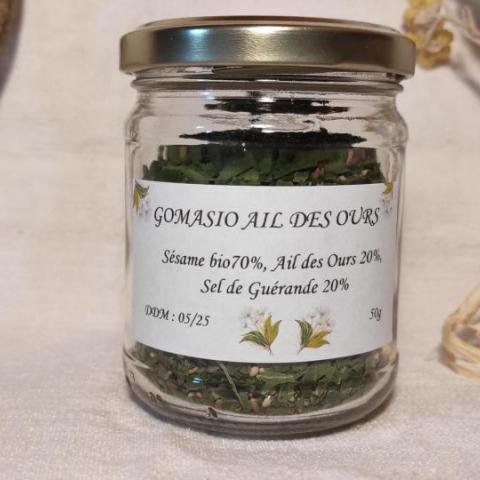 GOMASIO AIL DES OURS
Sésame bio70%, Ail des Ours 20%,
Sel de Guérande 20%
DDM : 05/25
50g